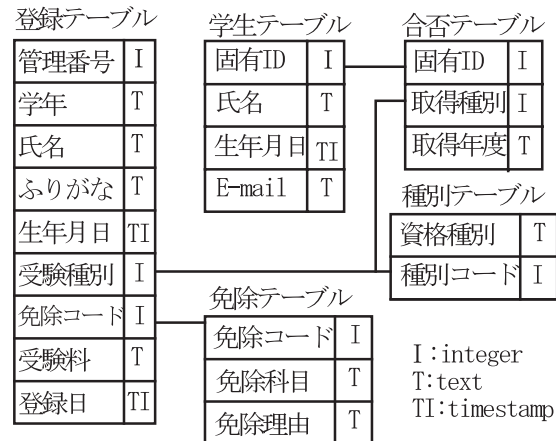 登録テーブル
管理番号 I
学年 T
氏名 T
ふりがな T
生年月日 TI
受験種別 I
免除コード I
受験料 T
登録日 TI
学生テーブル
固有ID I
氏名 T
生年月日 TI
E-mail T
合否テーブル
固有ID I
取得種別 I
取得年度 T
種別テーブル
資格種別 T
種別コード I
免除テーブル
免除コード I
免除科目 T
免除理由 T
I:integer
T:text
TI:timestamp